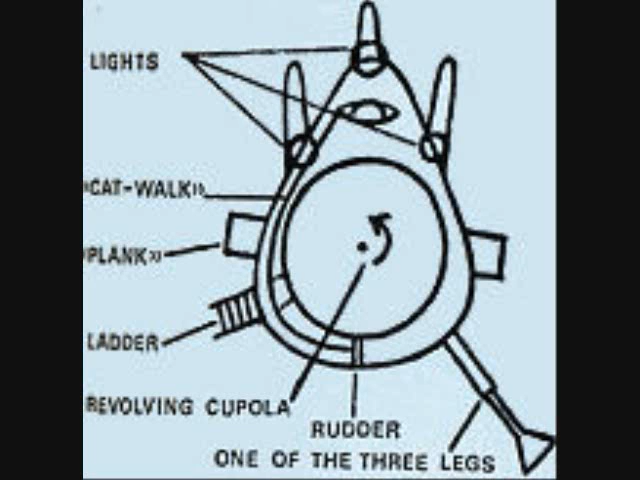 LIGHTS
"CAT-WALK"
"PLANK"
LADDER
REVOLVING CUPOLA
RUDDER
ONE OF THE THREE LEGS